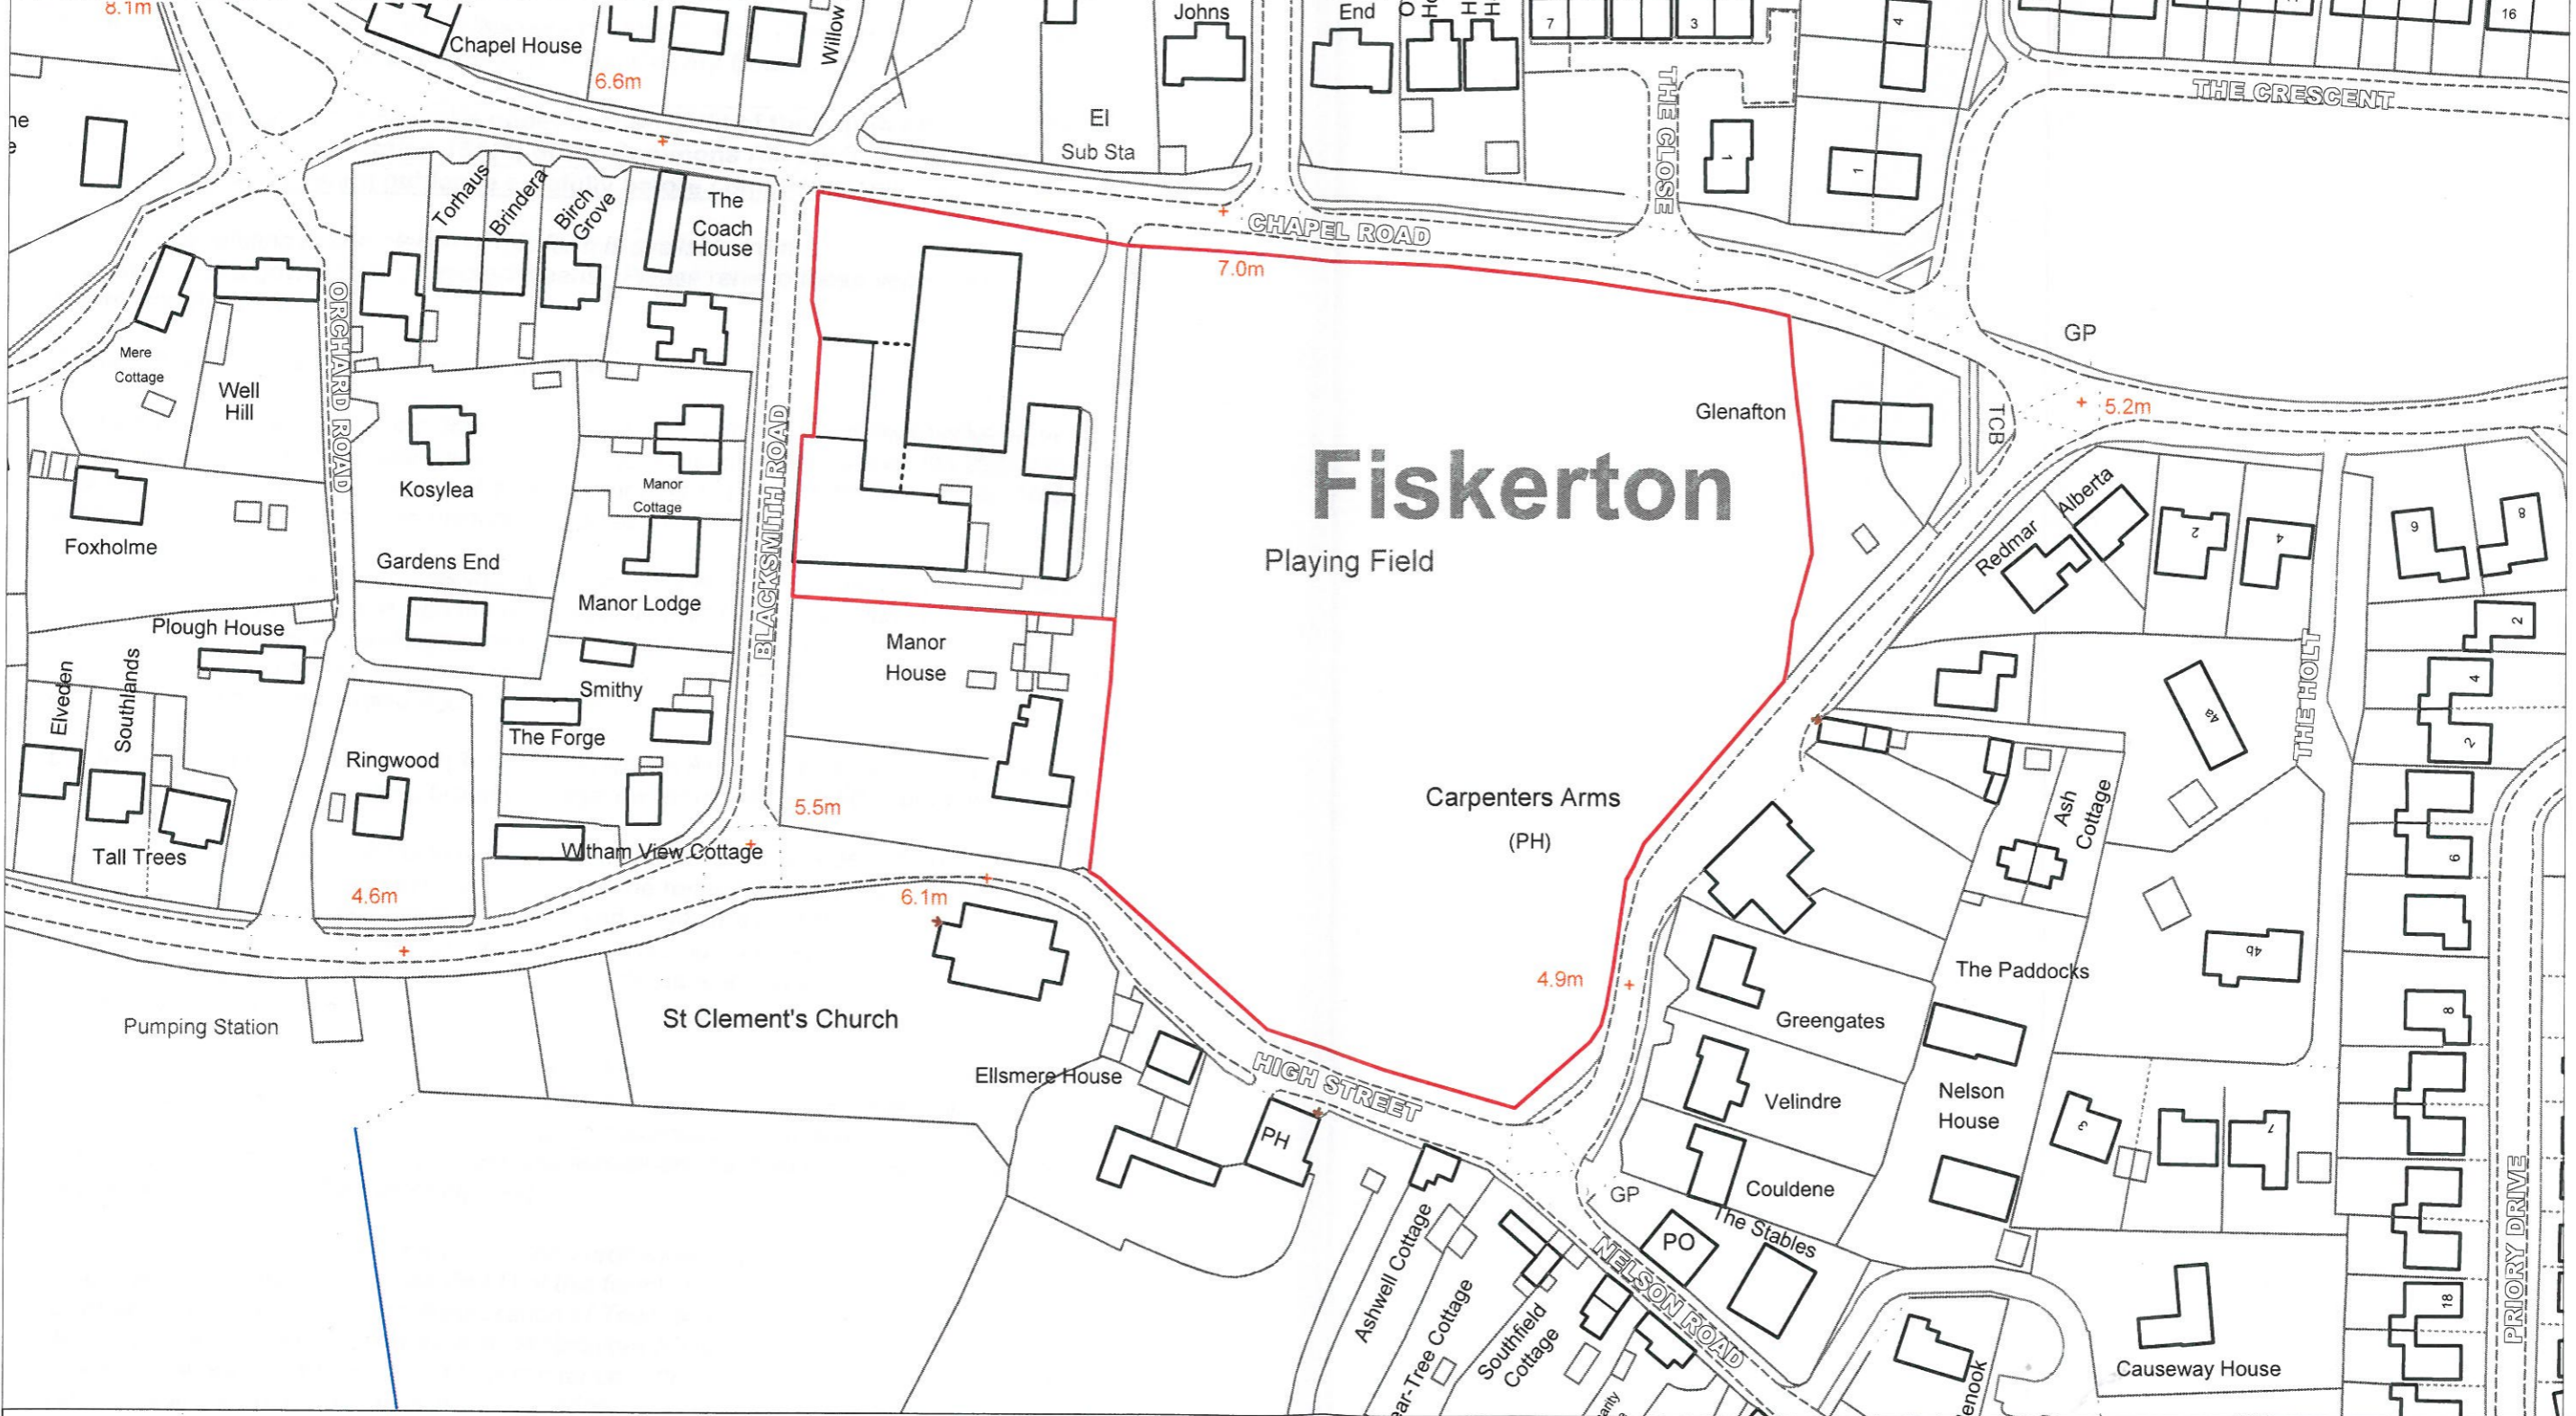 8.1m
Chapel House
6.6m
Willow
Johns
End
7
3
4
16
THE CRESCENT
THE CLOSE
El
Sub Sta
1
1
Torhaus
Brindera
Birch
Grove
The
Coach
House
CHAPEL ROAD
7.0m
GP
5.2m
TCB
Glenafton
Mere
Cottage
Well
Hill
ORCHARD ROAD
Kosylea
Manor
Cottage
BLACKSMITH ROAD
Fiskerton
Playing Field
Foxholme
Gardens End
Manor Lodge
Redmar
Alberta
2
4
6
8
2
THE HOLT
Plough House
Manor
House
Elveden
Southlands
Smithy
The Forge
Ringwood
4
2
4a
5.5m
Carpenters Arms
(PH)
Ash
Cottage
Tall Trees
Witham View Cottage
6
4.6m
6.1m
4.9m
The Paddocks
4b
Pumping Station
St Clement's Church
Greengates
8
Ellsmere House
HIGH STREET
Velindre
Nelson
House
3
7
PH
Couldene
GP
PRIORY DRIVE
The Stables
PO
NELSON ROAD
Ashwell Cottage
ear-Tree Cottage
Southfield
Cottage
18
Causeway House
enook